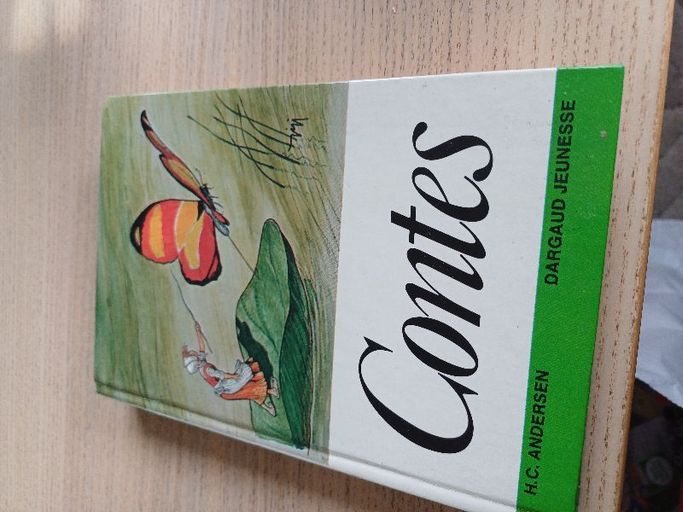 Contes
H.C. ANDERSEN DARGAUD JEUNESSE